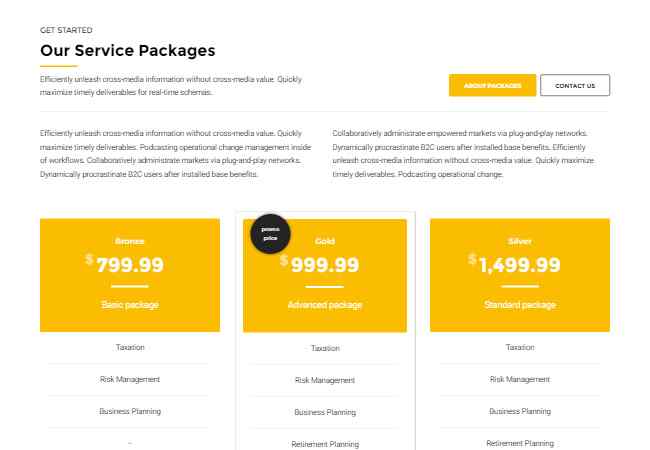 GET STARTED
Our Service Packages
Efficiently unleash cross-media information without cross-media value. Quickly
maximize timely deliverables for real-time schemas.
ABOUT PACKAGES
CONTACT US
Efficiently unleash cross-media information without cross-media value. Quickly
maximize timely deliverables. Podcasting operational change management inside
of workflows. Collaboratively administrate markets via plug-and-play networks.
Dynamically procrastinate B2C users after installed base benefits.
Collaboratively administrate empowered markets via plug-and-play networks.
Dynamically procrastinate B2C users after installed base benefits. Efficiently
unleash cross-media information without cross-media value. Quickly maximize
timely deliverables. Podcasting operational change.
Bronze
$799.99
Basic package
Taxation
Risk Management
Business Planning
-
promo
price
Gold
$999.99
Advanced package
Taxation
Risk Management
Business Planning
Retirement Planning
Silver
$1,499.99
Standard package
Taxation
Risk Management
Business Planning
Retirement Planning